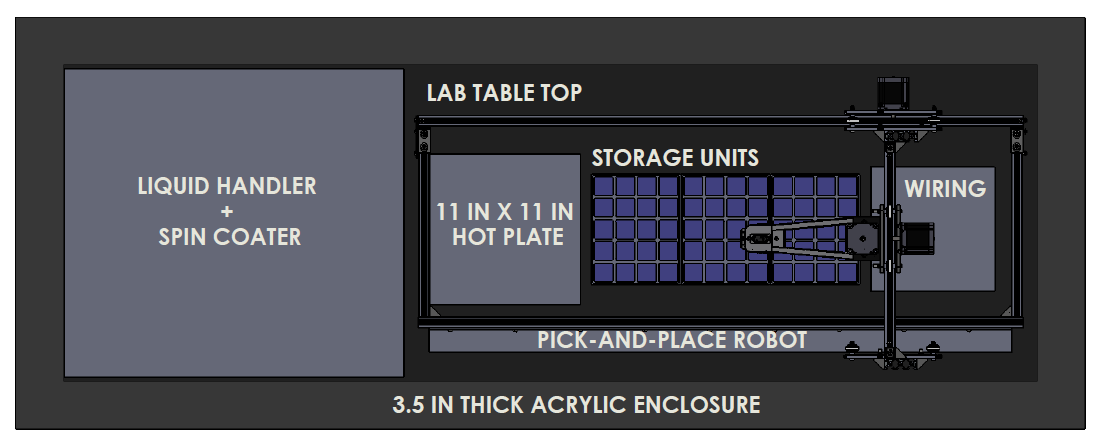 LAB TABLE TOP
STORAGE UNITS
LIQUID HANDLER
+
SPIN COATER
11 IN X 11 IN
HOT PLATE
WIRING
PICK-AND-PLACE ROBOT
3.5 IN THICK ACRYLIC ENCLOSURE